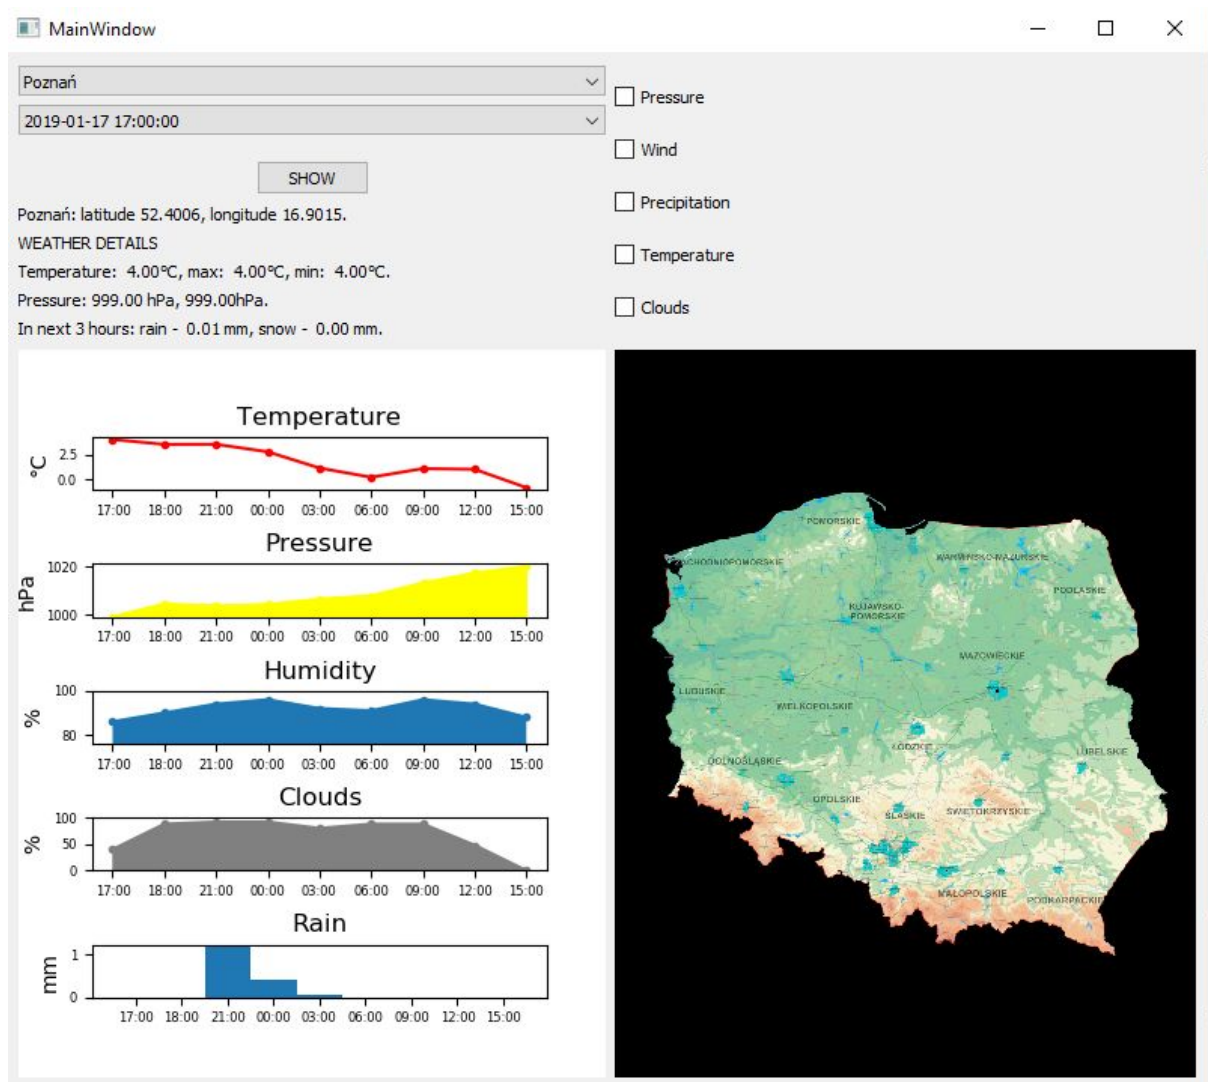 MainWindow
Poznań
2019-01-17 17:00:00
SHOW
Poznań: latitude 52.4006, longitude 16.9015.
WEATHER DETAILS
Temperature:  4.00°C, max:  4.00°C, min:  4.00°C.
Pressure: 999.00 hPa, 999.00hPa.
In next 3 hours: rain -  0.01 mm, snow -  0.00 mm.
Pressure
Wind
Precipitation
Temperature
Clouds
Temperature
°C
2.5
0.0
17:00 18:00 21:00 00:00 03:00 06:00 09:00 12:00 15:00
Pressure
hPa
1020
1000
17:00 18:00 21:00 00:00 03:00 06:00 09:00 12:00 15:00
Humidity
%
100
80
17:00 18:00 21:00 00:00 03:00 06:00 09:00 12:00 15:00
Clouds
%
100
50
0
17:00 18:00 21:00 00:00 03:00 06:00 09:00 12:00 15:00
Rain
mm
1
0
17:00 18:00 21:00 00:00 03:00 06:00 09:00 12:00 15:00
POMORSKIE
WARMIŃSKO-MAZURSKIE
PODLASKIE
KUJAWSKO-
POMORSKIE
MAZOWIECKIE
LUBUSKIE
WIELKOPOLSKIE
ŁÓDZKIE
LUBELSKIE
DOLNOŚLĄSKIE
OPOLSKIE
ŚLĄSKIE
ŚWIĘTOKRZYSKIE
MAŁOPOLSKIE
PODKARPACKIE